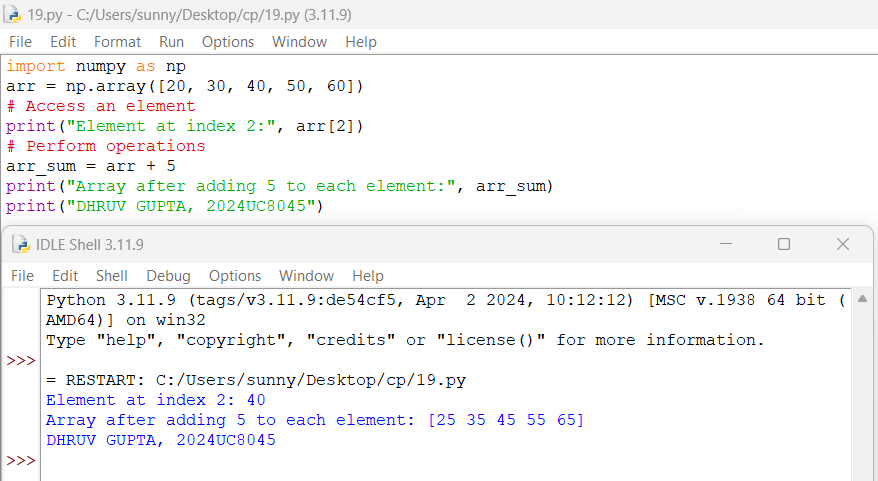 19.py - C:/Users/sunny/Desktop/cp/19.py (3.11.9)
File Edit Format Run Options Window Help
import numpy as np
arr = np.array([20, 30, 40, 50, 60])
# Access an element
print("Element at index 2:", arr[2])
# Perform operations
arr_sum = arr + 5
print("Array after adding 5 to each element:", arr_sum)
print("DHRUV GUPTA, 2024UC8045")
IDLE Shell 3.11.9
File Edit Shell Debug Options Window Help
Python 3.11.9 (tags/v3.11.9:de54cf5, Apr  2 2024, 10:12:12) [MSC v.1938 64 bit (
AMD64)] on win32
Type "help", "copyright", "credits" or "license()" for more information.
>>>
= RESTART: C:/Users/sunny/Desktop/cp/19.py
Element at index 2: 40
Array after adding 5 to each element: [25 35 45 55 65]
DHRUV GUPTA, 2024UC8045
>>>